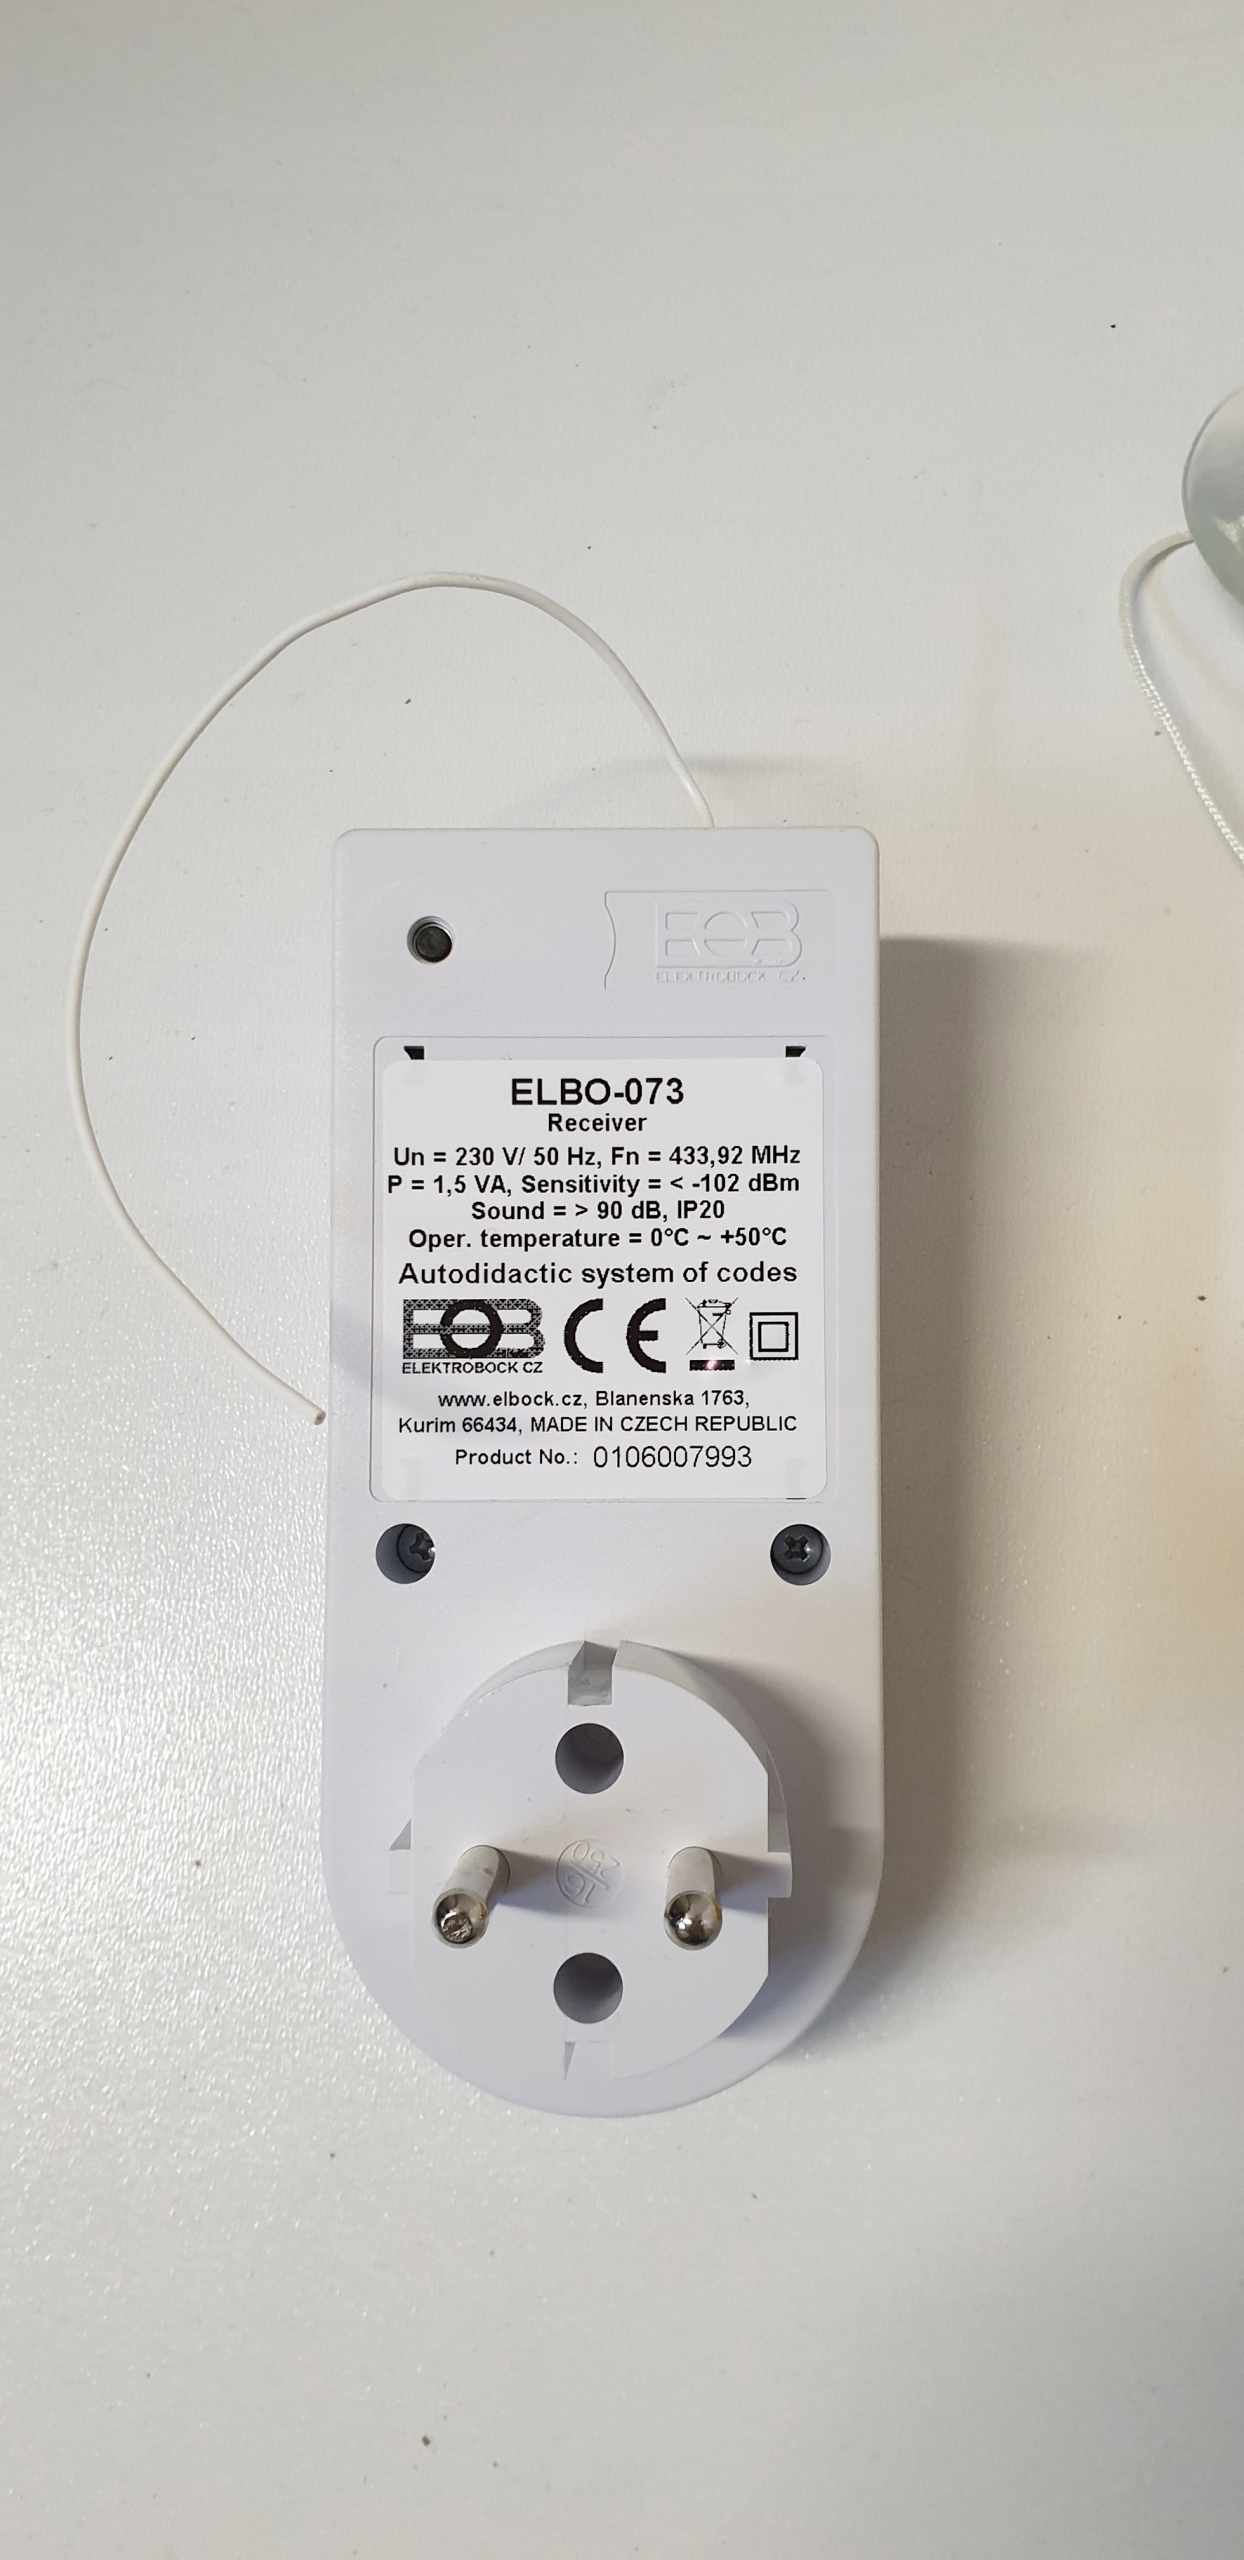 EOB
ELEKTROBOCK CZ.
ELBO-073
Receiver
Un = 230 V/ 50 Hz, Fn = 433,92 MHz
P = 1,5 VA, Sensitivity = < -102 dBm
Sound = > 90 dB, IP20
Oper. temperature = 0°C ~ +50°C
Autodidactic system of codes
EOB CE
ELEKTROBOCK CZ
www.elbock.cz, Blanenska 1763,
Kurim 66434, MADE IN CZECH REPUBLIC
Product No.: 0106007993
16
250